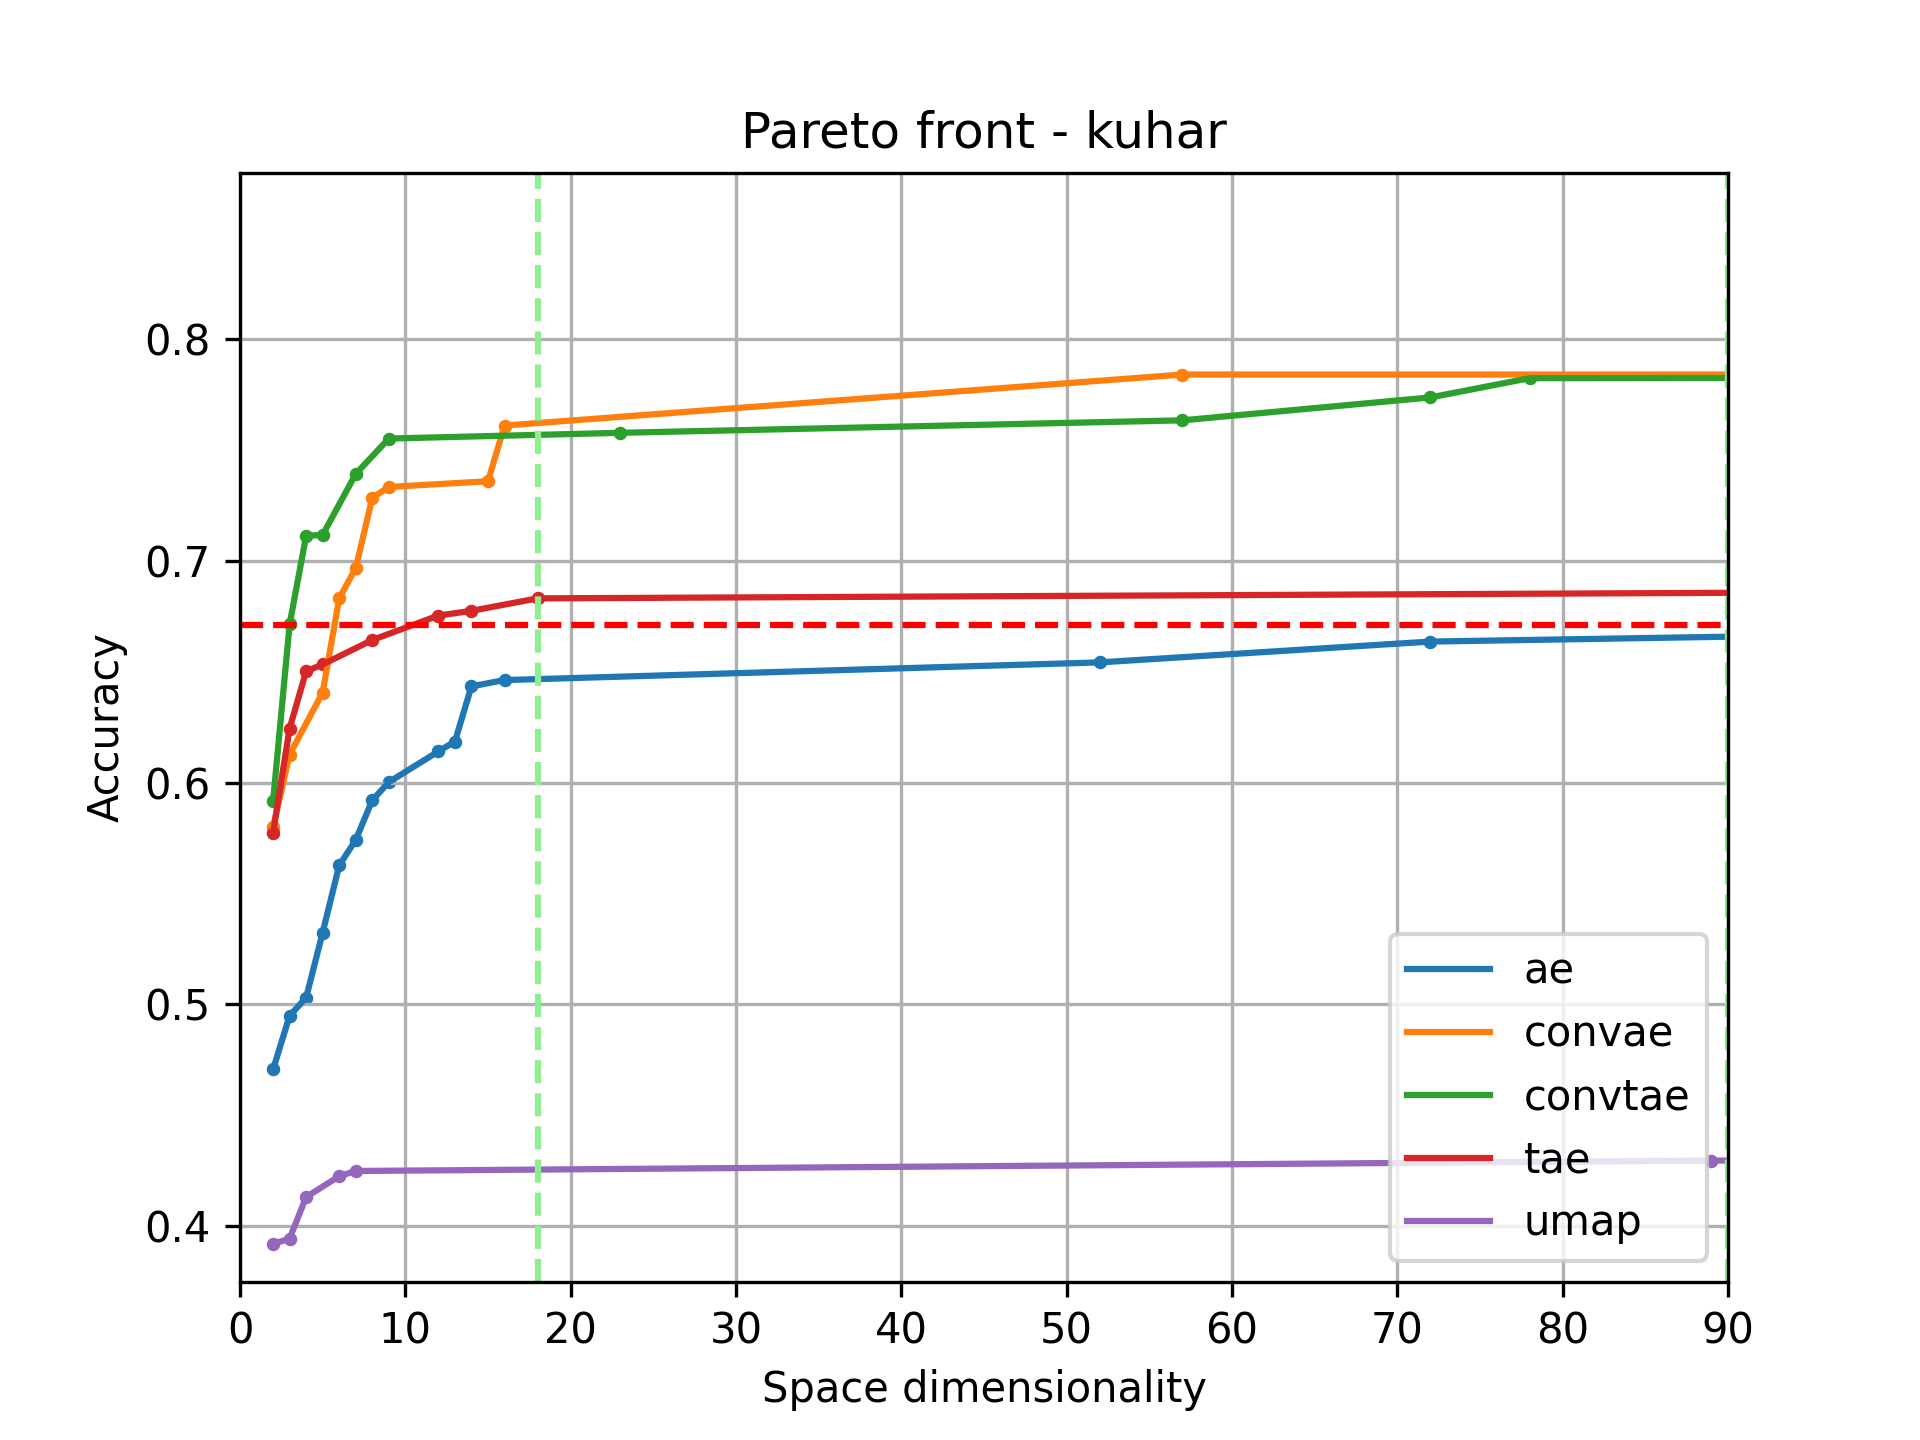 Pareto front - kuhar
Accuracy
0.8
0.7
0.6
0.5
0.4
ae
convae
convtae
tae
umap
0 10 20 30 40 50 60 70 80 90
Space dimensionality